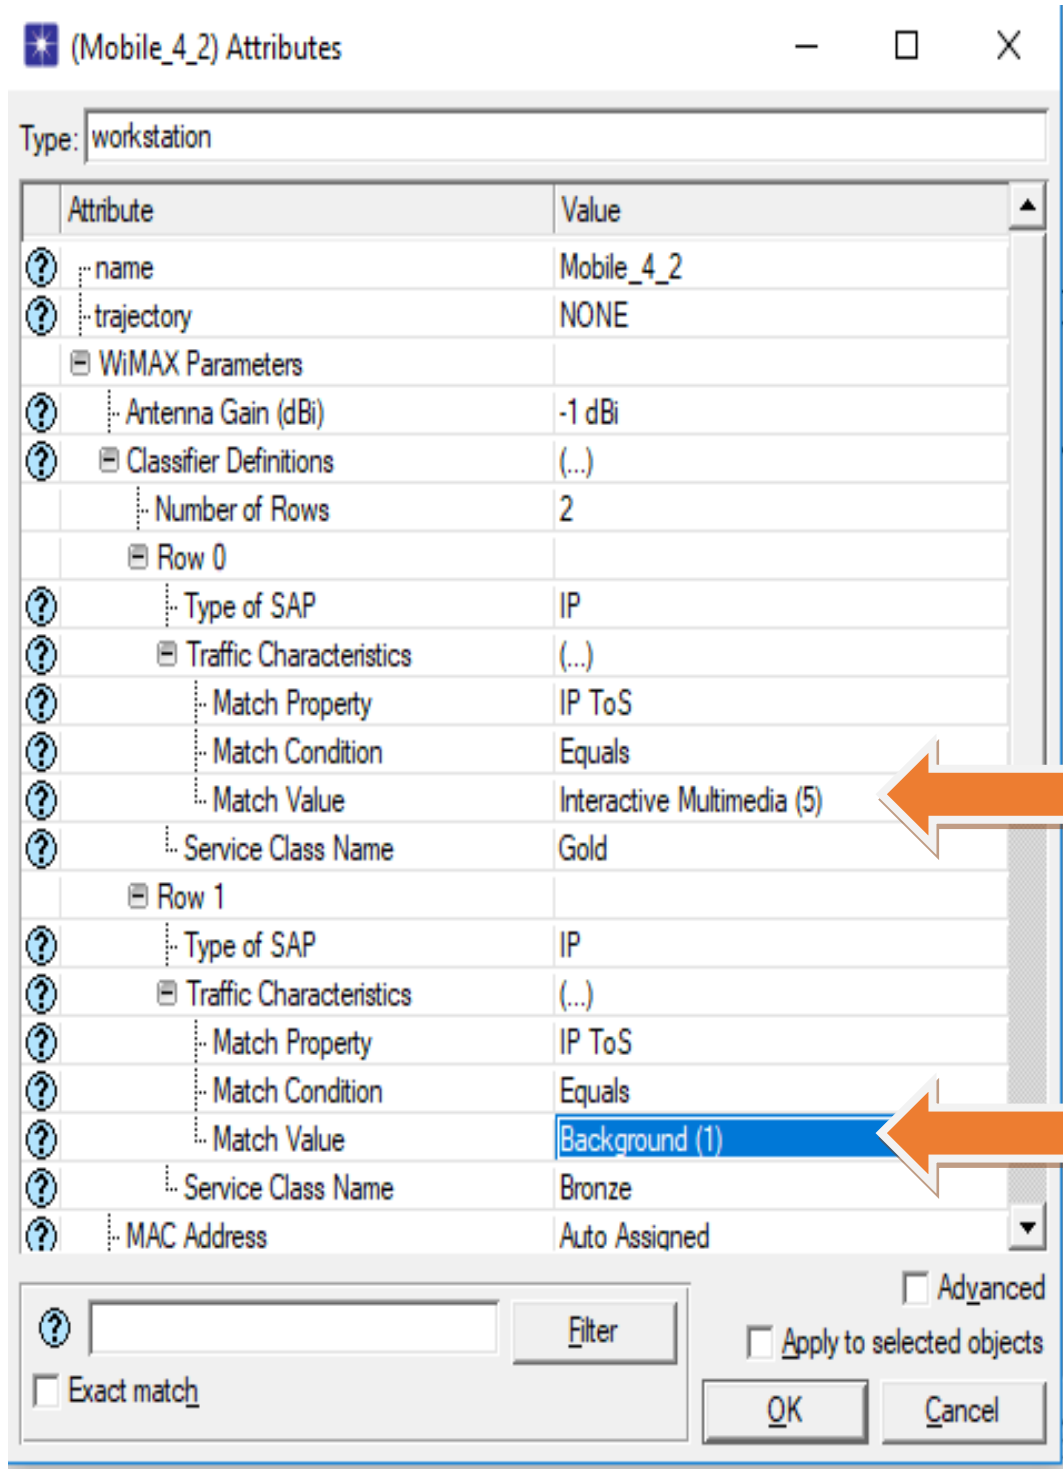 (Mobile_4_2) Attributes
Type: workstation
Attribute Value
name Mobile_4_2
trajectory NONE
WiMAX Parameters
Antenna Gain (dBi) -1 dBi
Classifier Definitions (...)
Number of Rows 2
Row 0
Type of SAP IP
Traffic Characteristics (...)
Match Property IP ToS
Match Condition Equals
Match Value Interactive Multimedia (5)
Service Class Name Gold
Row 1
Type of SAP IP
Traffic Characteristics (...)
Match Property IP ToS
Match Condition Equals
Match Value Background (1)
Service Class Name Bronze
MAC Address Auto Assigned
Advanced
Filter
Apply to selected objects
Exact match
OK Cancel